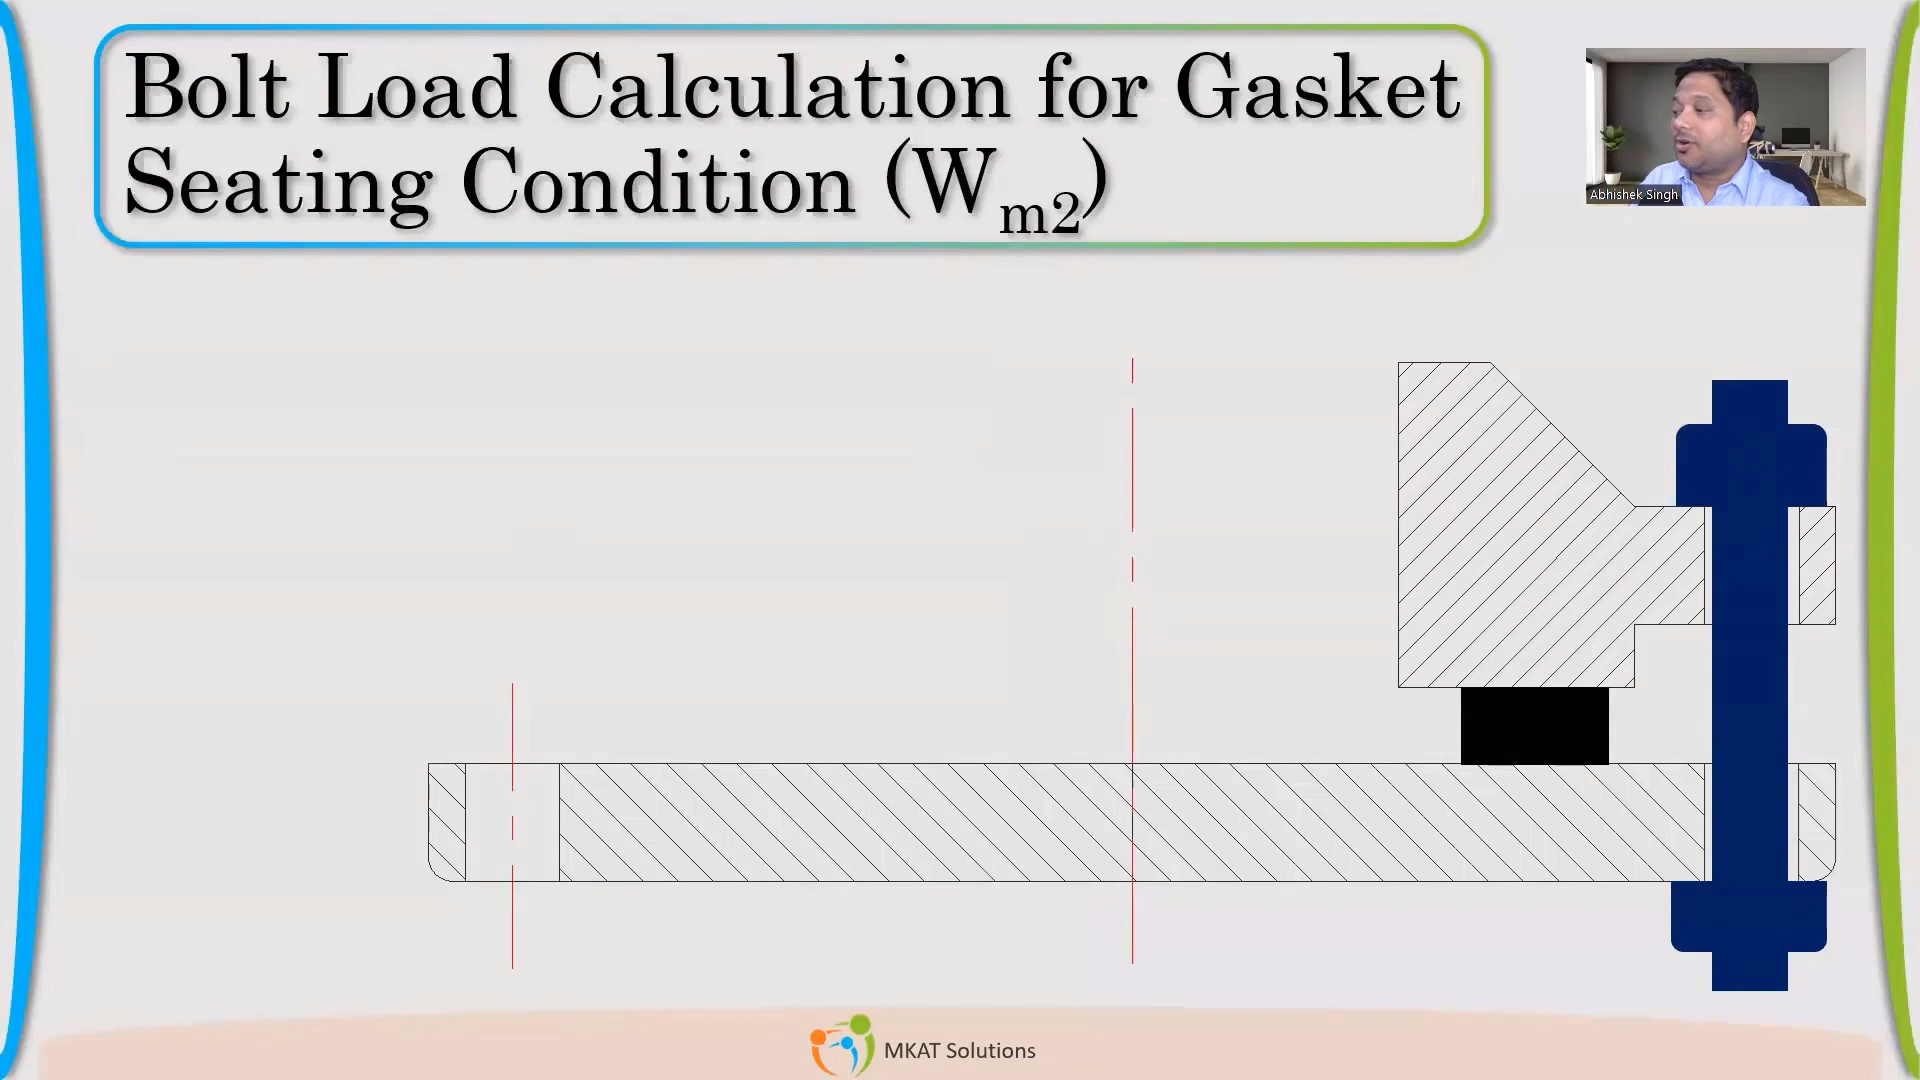 Bolt Load Calculation for Gasket
Seating Condition (Wm2)
Abhishek Singh
MKAT Solutions